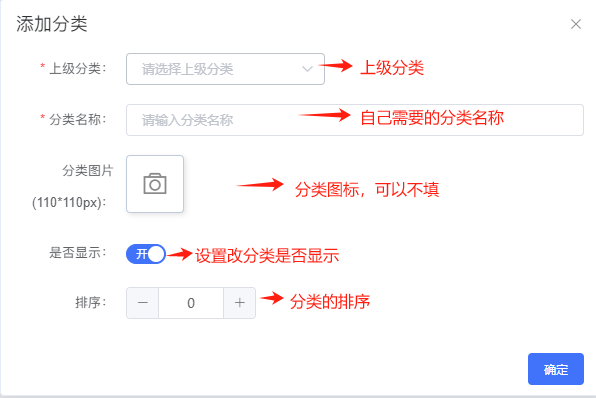 添加分类
* 上级分类： 请选择上级分类 上级分类
* 分类名称： 请输入分类名称 自己需要的分类名称
分类图片
(110*110px)： 分类图标，可以不填
是否显示： 开 设置改分类是否显示
排序： 0 分类的排序
确定